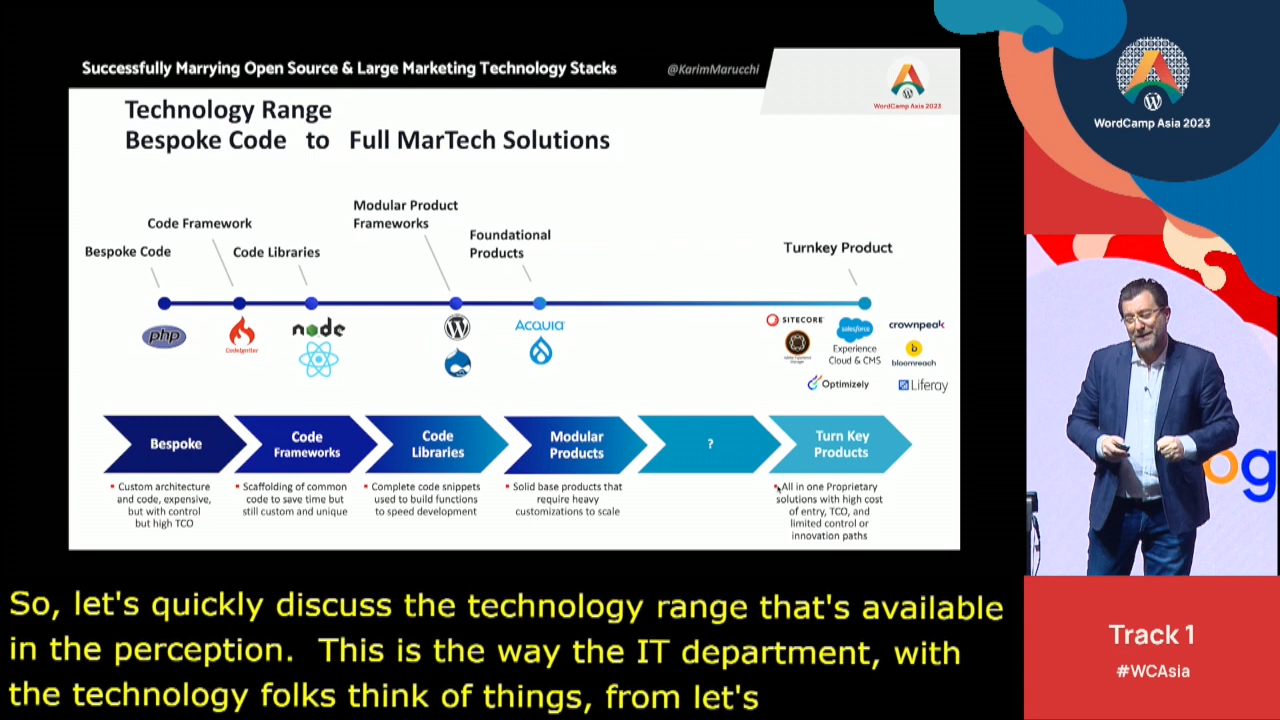 Successfully Marrying Open Source & Large Marketing Technology Stacks
@KarimMarucchi
WordCamp Asia 2023
WordCamp Asia 2023
Technology Range
Bespoke Code to Full MarTech Solutions
Modular Product
Frameworks
Code Framework
Foundational
Products
Bespoke Code
Code Libraries
Turnkey Product
php
CodeIgniter
node
ACQUIA
SITECORE
salesforce
crownpeak
Experience
Cloud & CMS
b
bloomreach
Optimizely
Liferay
Bespoke
Code
Frameworks
Code
Libraries
Modular
Products
?
Turn Key
Products
Custom architecture
and code, expensive,
but with control
but high TCO
Scaffolding of common
code to save time but
still custom and unique
Complete code snippets
used to build functions
to speed development
Solid base products that
require heavy
customizations to scale
All in one Proprietary
solutions with high cost
of entry, TCO, and
limited control or
innovation paths
og
So, let's quickly discuss the technology range that's available
in the perception. This is the way the IT department, with
the technology folks think of things, from let's
Track 1
#WCAsia